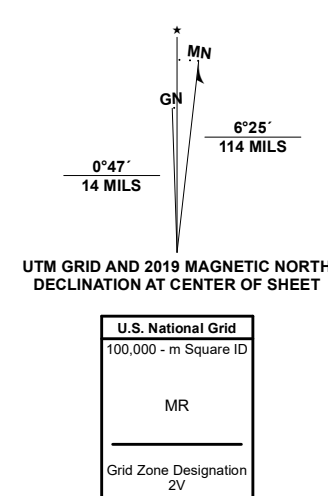 ★
MN
GN
6°25´
114 MILS
0°47´
14 MILS
UTM GRID AND 2019 MAGNETIC NORTH
DECLINATION AT CENTER OF SHEET
U.S. National Grid
100,000 - m Square ID
MR
Grid Zone Designation
2V